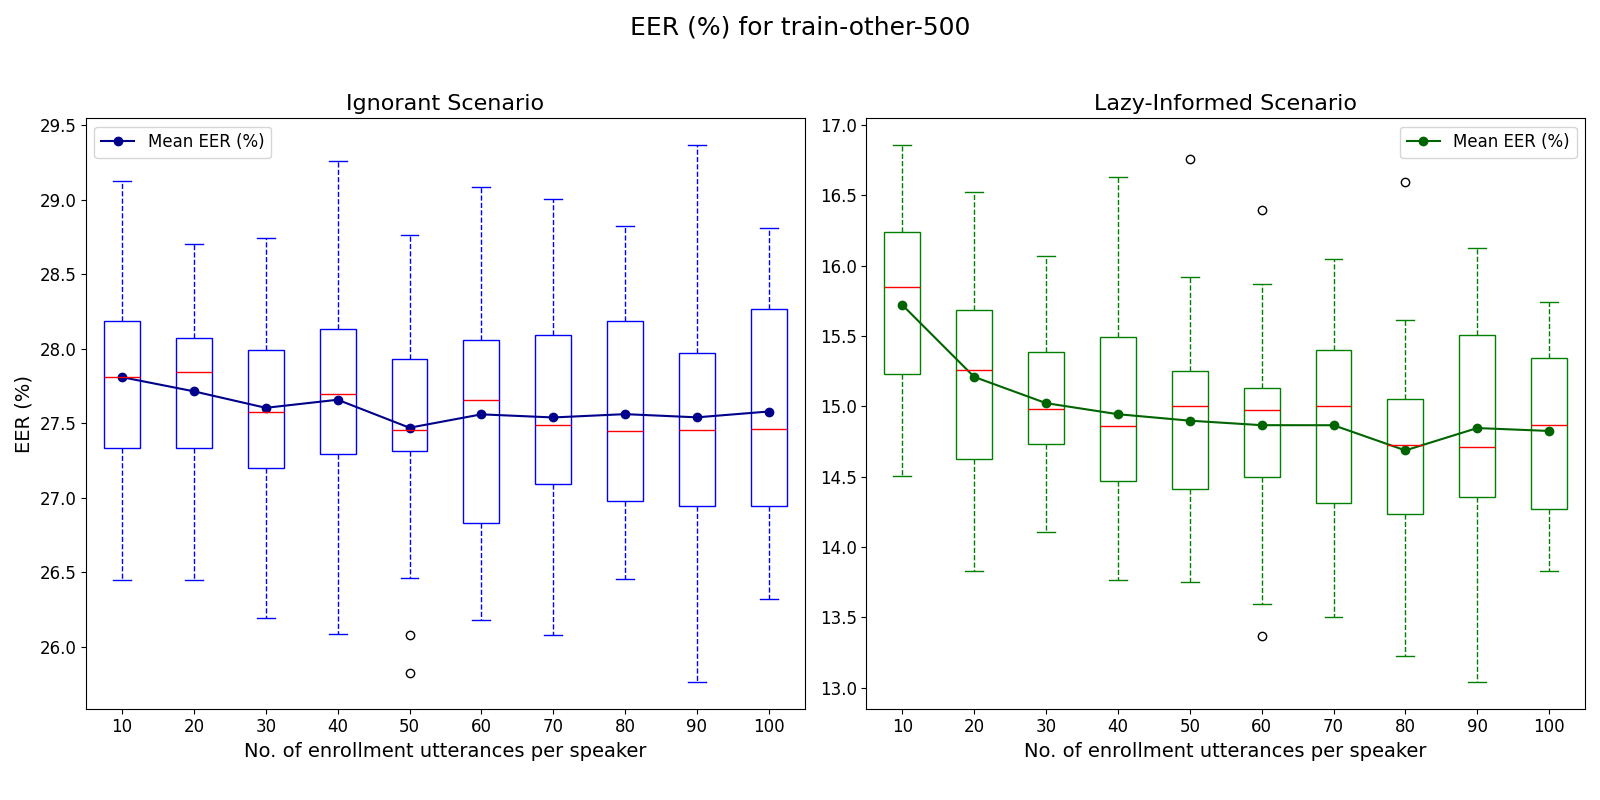 EER (%) for train-other-500
Ignorant Scenario
Mean EER (%)
29.5
29.0
28.5
28.0
27.5
27.0
26.5
26.0
EER (%)
10 20 30 40 50 60 70 80 90 100
No. of enrollment utterances per speaker
Lazy-Informed Scenario
Mean EER (%)
17.0
16.5
16.0
15.5
15.0
14.5
14.0
13.5
13.0
10 20 30 40 50 60 70 80 90 100
No. of enrollment utterances per speaker